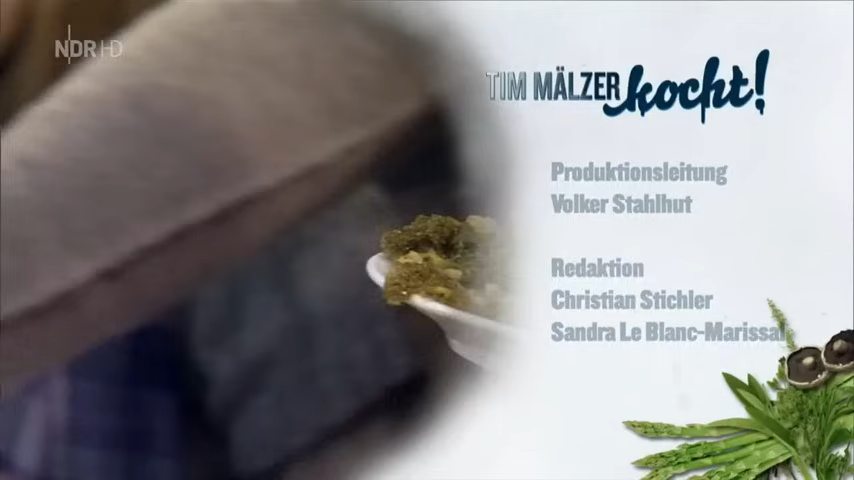 NDR HD
TIM MÄLZER kocht!
Produktionsleitung
Volker Stahlhut
Redaktion
Christian Stichler
Sandra Le Blanc-Marissal